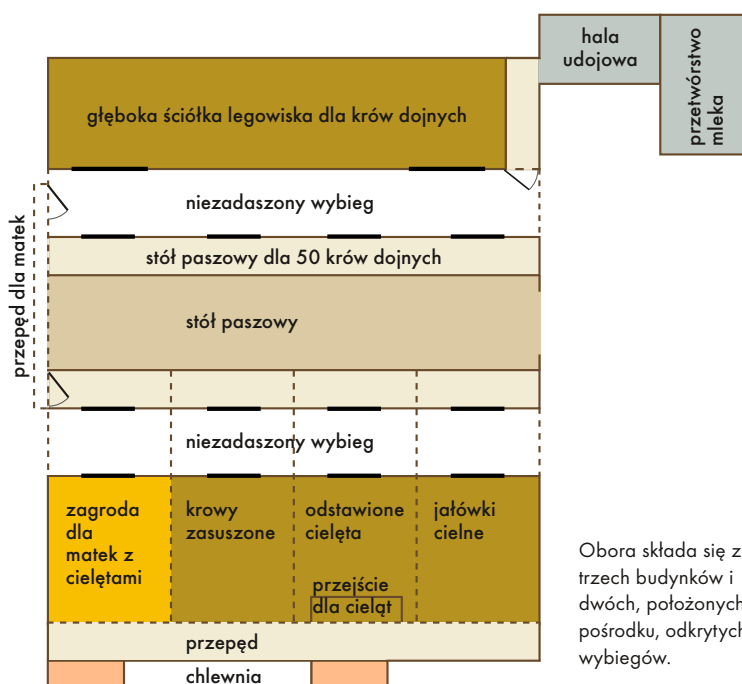 hala
udojowa
przetwórstwo
mleka
głęboka ściółka legowiska dla krów dojnych
niezadaszony wybieg
przepęd dla matek
stół paszowy dla 50 krów dojnych
stół paszowy
niezadaszony wybieg
zagroda
dla
matek z
cielętami
krowy
zasuszone
odstawione
cielęta
przejście
dla cieląt
jałówki
cielne
przepęd
chlewnia
Obora składa się z
trzech budynków i
dwóch, położonych
pośrodku, odkrytych
wybiegów.